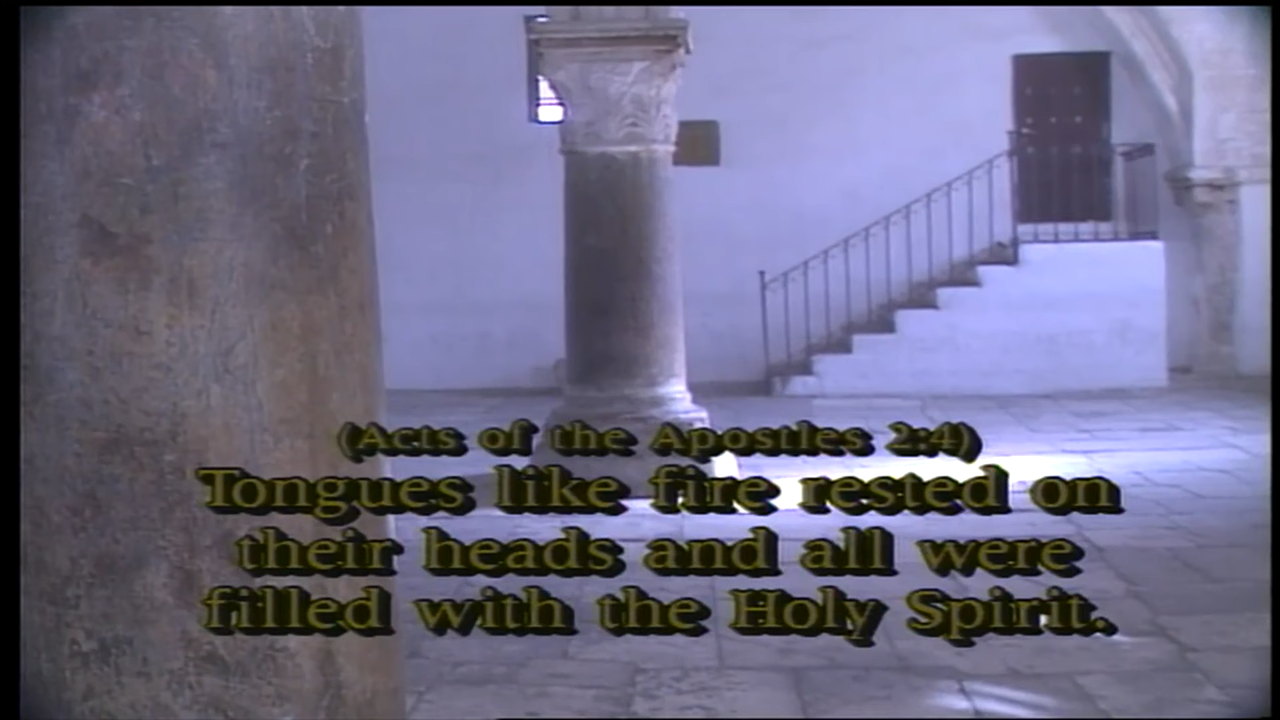 (Acts of the Apostles 2:4)
Tongues like fire rested on
their heads and all were
filled with the Holy Spirit.